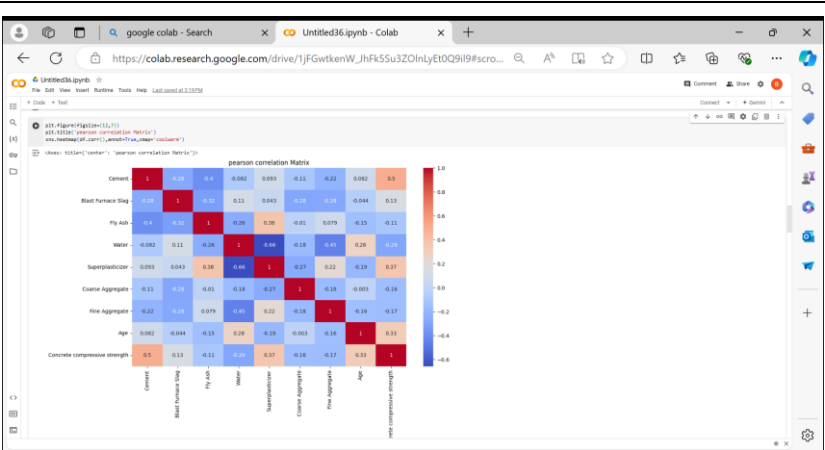 google colab - Search
Untitled36.ipynb - Colab
https://colab.research.google.com/drive/1jFGwtkenW_JhFk5Su3ZOlnLyEt0Q9iI9#scro...
Untitled36.ipynb
Comment Share
File Edit View Insert Runtime Tools Help Last saved at 2:19PM
+ Code + Text
Connect + Gemini
plt.figure(figsize=(12,7))
plt.title('pearson correlation Matrix')
sns.heatmap(df.corr(),annot=True,cmap='coolwarm')
<Axes: title={'center': 'pearson correlation Matrix'}>
pearson correlation Matrix
Cement 1 -0.28 -0.4 -0.082 0.093 -0.11 -0.22 0.082 0.5
Blast Furnace Slag -0.28 1 -0.32 0.11 0.043 -0.28 -0.28 -0.044 0.13
Fly Ash -0.4 -0.32 1 -0.26 0.38 -0.01 0.079 -0.15 -0.11
Water -0.082 0.11 -0.26 1 -0.66 -0.18 -0.45 0.28 -0.29
Superplasticizer 0.093 0.043 0.38 -0.66 1 -0.27 0.22 -0.19 0.37
Coarse Aggregate -0.11 -0.28 -0.01 -0.18 -0.27 1 -0.18 -0.003 -0.16
Fine Aggregate -0.22 -0.28 0.079 -0.45 0.22 -0.18 1 -0.16 -0.17
Age 0.082 -0.044 -0.15 0.28 -0.19 -0.003 -0.16 1 0.33
Concrete compressive strength 0.5 0.13 -0.11 -0.29 0.37 -0.16 -0.17 0.33 1
Cement
Blast Furnace Slag
Fly Ash
Water
Superplasticizer
Coarse Aggregate
Fine Aggregate
Age
rete compressive strength
1.0
0.8
0.6
0.4
0.2
0.0
-0.2
-0.4
-0.6